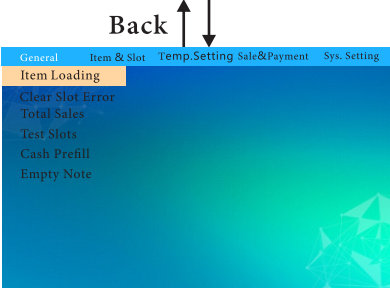 Back
General Item & Slot Temp.Setting Sale&Payment Sys. Setting
Item Loading
Clear Slot Error
Total Sales
Test Slots
Cash Prefill
Empty Note